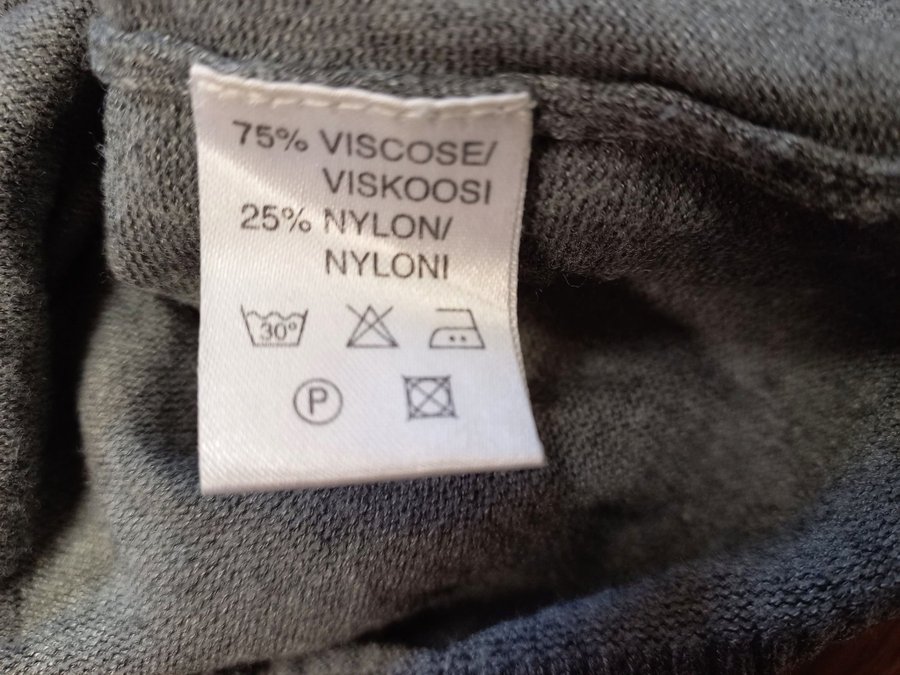 75% VISCOSE/
VISKOOSI
25% NYLON/
NYLONI
30°
P